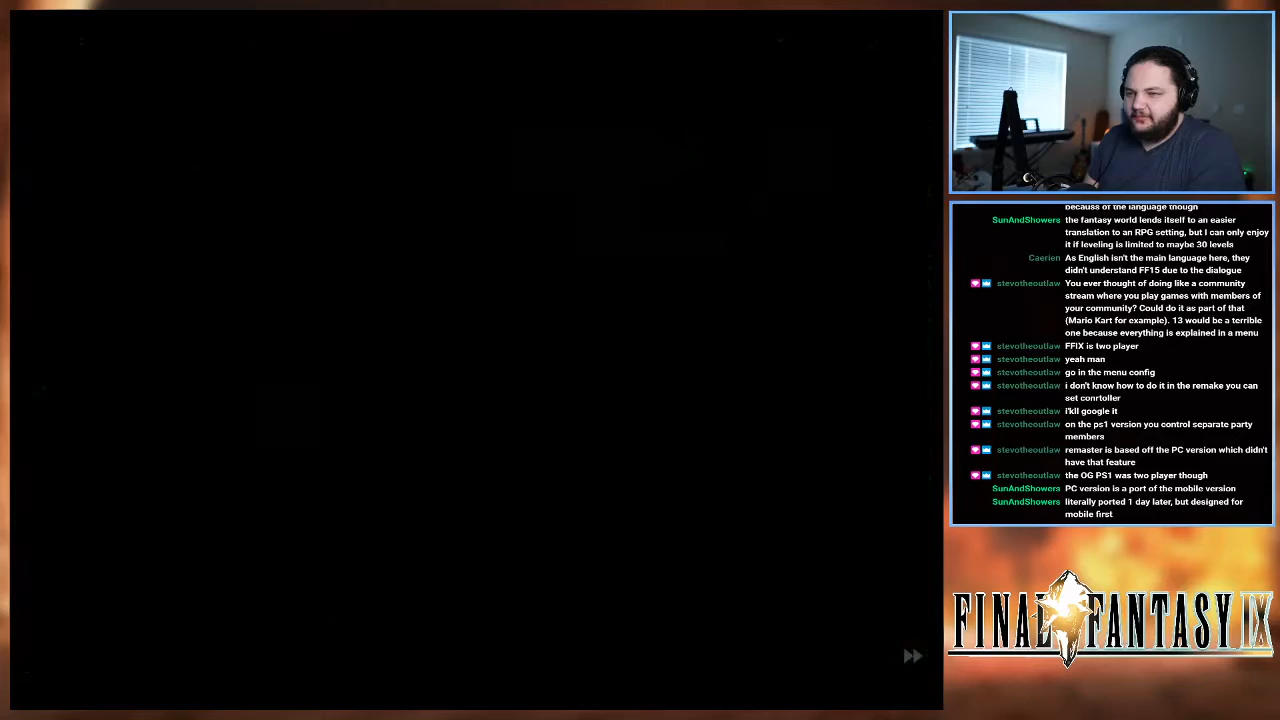 becauss of the language though
SunAndShowers the fantasy world lends itself to an easier
translation to an RPG setting, but I can only enjoy
it if leveling is limited to maybe 30 levels
Caerien As English isn't the main language here, they
didn't understand FF15 due to the dialogue
stevotheoutlaw You ever thought of doing like a community
stream where you play games with members of
your community? Could do it as part of that
(Mario Kart for example). 13 would be a terrible
one because everything is explained in a menu
stevotheoutlaw FFIX is two player
stevotheoutlaw yeah man
stevotheoutlaw go in the menu config
stevotheoutlaw i don't know how to do it in the remake you can
set conrtoller
stevotheoutlaw i'kll google it
stevotheoutlaw on the ps1 version you control separate party
members
stevotheoutlaw remaster is based off the PC version which didn't
have that feature
stevotheoutlaw the OG PS1 was two player though
SunAndShowers PC version is a port of the mobile version
SunAndShowers literally ported 1 day later, but designed for
mobile first
FINAL FANTASY IX